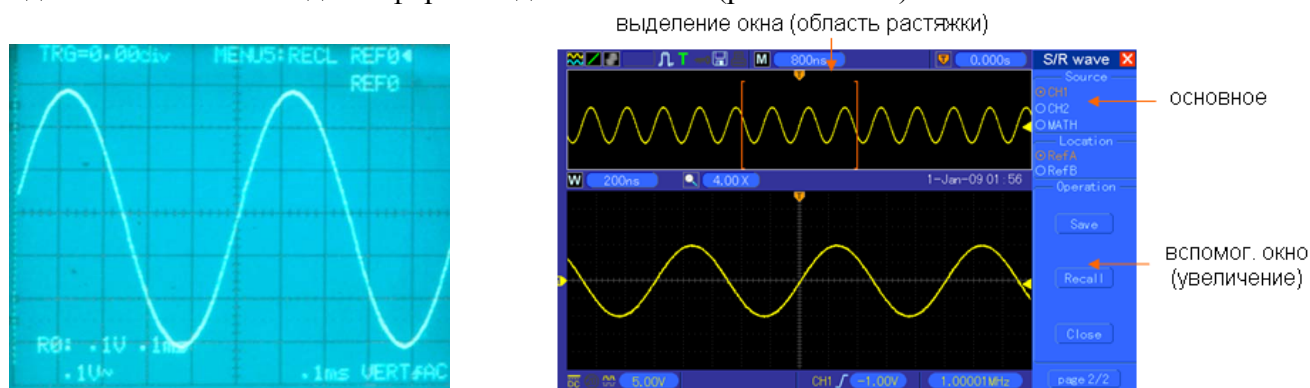 выделение окна (область растяжки)
TRG=0.00div MENU5:RECL REF0
REF0
R0: .1V .1ms
.1V~ .1ms VERT AC
M 800ns 0.000s S/R wave X
Source
CH1
CH2
MATH
основное
Location
RefA
RefB
W 200ns 4.00X 1-Jan-09 01:56
Operation
Save
Recall
вспомог. окно
(увеличение)
Close
5.00V CH1 -1.00V 1.00001MHz page 2/2